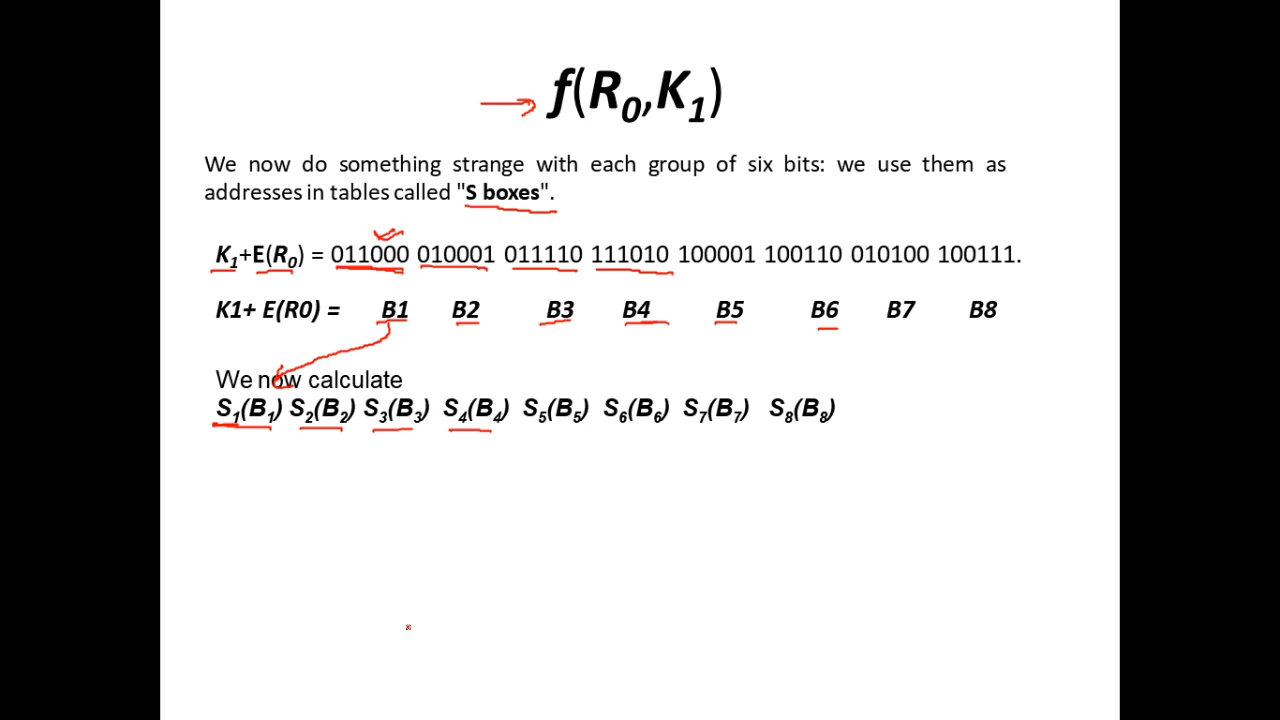 f(R0,K1)
We now do something strange with each group of six bits: we use them as
addresses in tables called "S boxes".
K1+E(R0) = 011000 010001 011110 111010 100001 100110 010100 100111.
K1+ E(R0) = B1 B2 B3 B4 B5 B6 B7 B8
We now calculate
S1(B1) S2(B2) S3(B3) S4(B4) S5(B5) S6(B6) S7(B7) S8(B8)